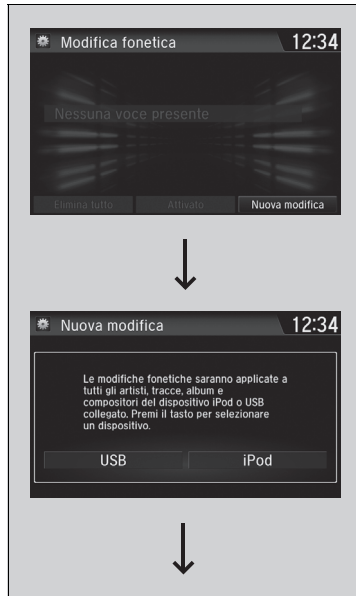 Modifica fonetica 12:34
Nessuna voce presente
Elimina tutto Attivato Nuova modifica
Nuova modifica 12:34
Le modifiche fonetiche saranno applicate a
tutti gli artisti, tracce, album e
compositori del dispositivo iPod o USB
collegato. Premi il tasto per selezionare
un dispositivo.
USB iPod